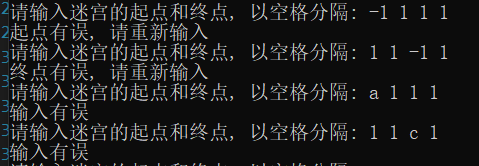 请输入迷宫的起点和终点, 以空格分隔: -1 1 1 1
起点有误, 请重新输入
请输入迷宫的起点和终点, 以空格分隔: 1 1 -1 1
终点有误, 请重新输入
请输入迷宫的起点和终点, 以空格分隔: a 1 1 1
输入有误
请输入迷宫的起点和终点, 以空格分隔: 1 1 c 1
输入有误